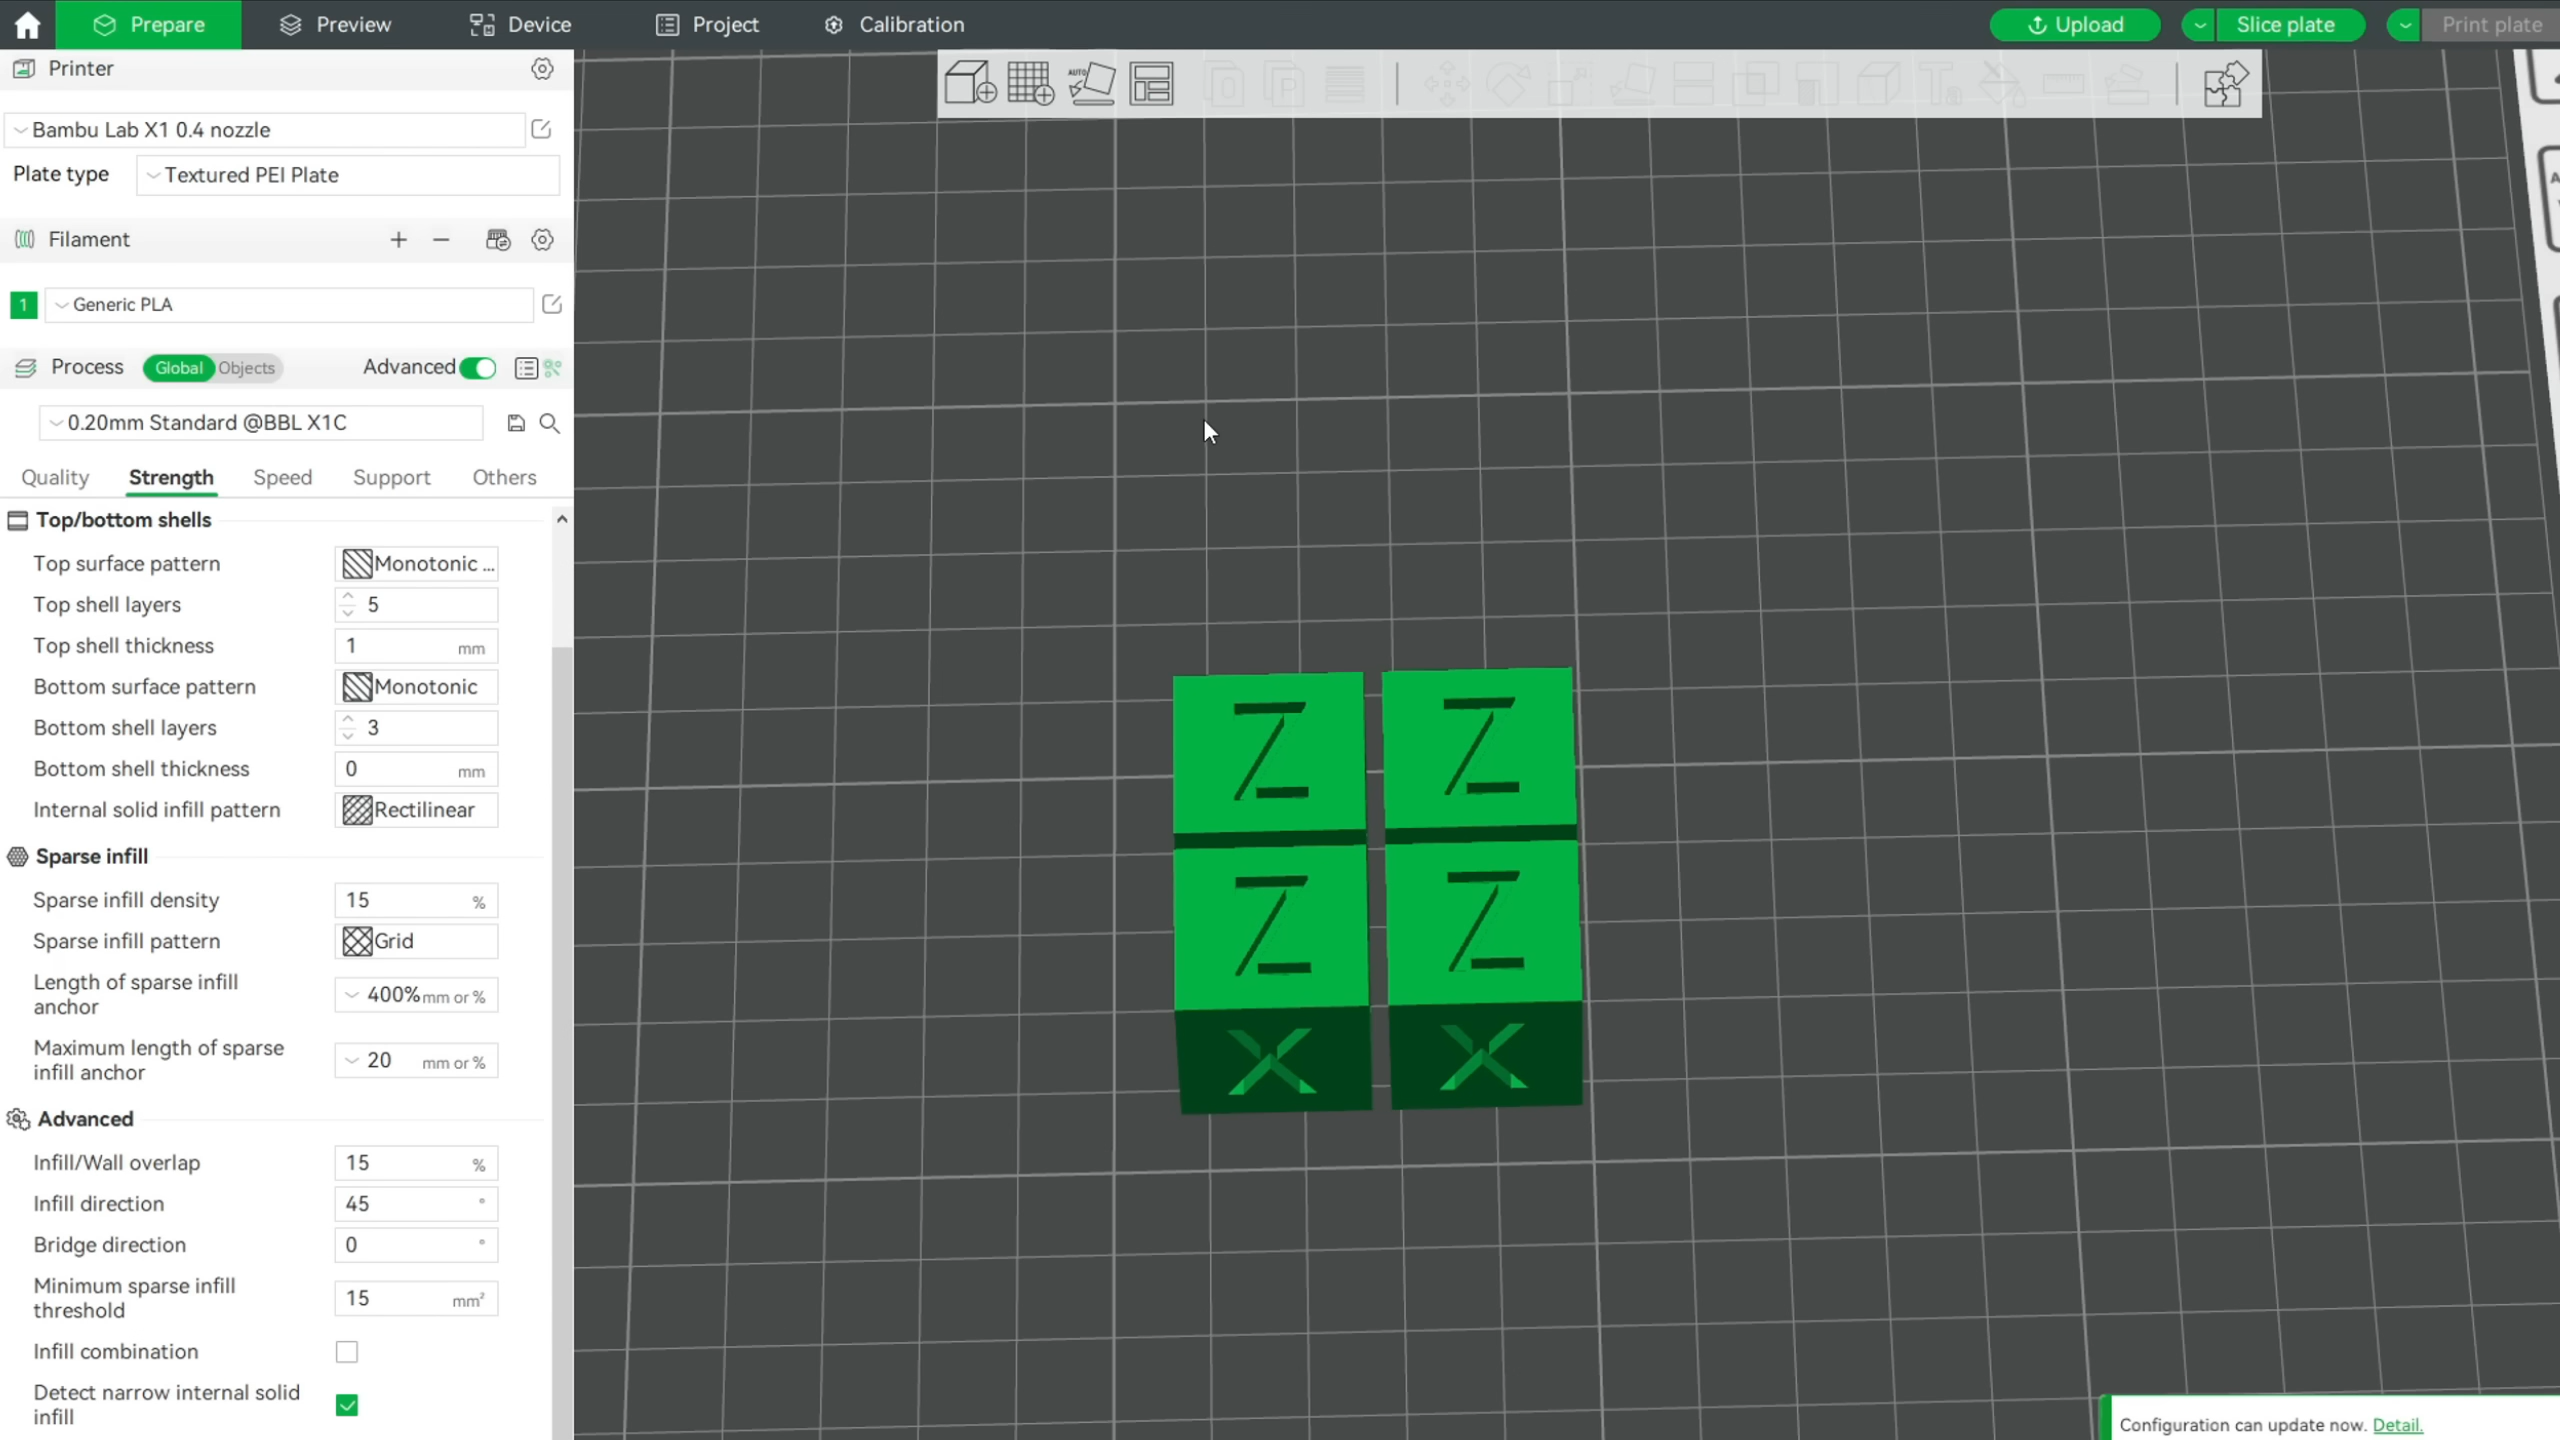 Prepare
Preview
Device
Project
Calibration
Upload
Slice plate
Print plate
Printer
Bambu Lab X1 0.4 nozzle
Plate type
Textured PEI Plate
Filament
1
Generic PLA
Process
Global
Objects
Advanced
0.20mm Standard @BBL X1C
Quality
Strength
Speed
Support
Others
Top/bottom shells
Top surface pattern
Monotonic ...
Top shell layers
5
Top shell thickness
1 mm
Bottom surface pattern
Monotonic
Bottom shell layers
3
Bottom shell thickness
0 mm
Internal solid infill pattern
Rectilinear
Sparse infill
Sparse infill density
15 %
Sparse infill pattern
Grid
Length of sparse infill
anchor
400% mm or %
Maximum length of sparse
infill anchor
20 mm or %
Advanced
Infill/Wall overlap
15 %
Infill direction
45 °
Bridge direction
0 °
Minimum sparse infill
threshold
15 mm²
Infill combination
Detect narrow internal solid
infill
AUTO
Z Z
Z Z
X X
Configuration can update now. Detail.